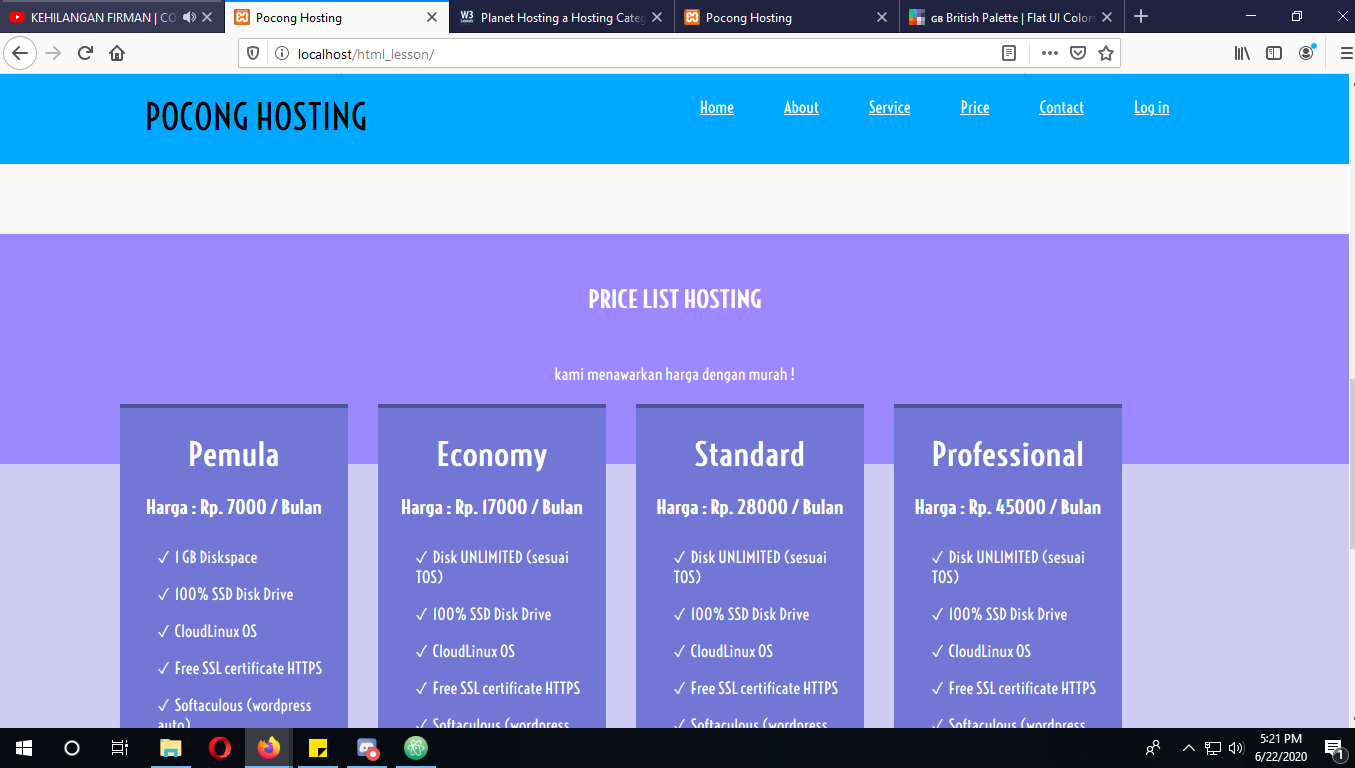 KEHILANGAN FIRMAN | CO
Pocong Hosting
Planet Hosting a Hosting Categ
Pocong Hosting
GB British Palette | Flat UI Colors
localhost/html_lesson/
POCONG HOSTING
Home
About
Service
Price
Contact
Log in
PRICE LIST HOSTING
kami menawarkan harga dengan murah !
Pemula
Harga : Rp. 7000 / Bulan
✓ 1 GB Diskspace
✓ 100% SSD Disk Drive
✓ CloudLinux OS
✓ Free SSL certificate HTTPS
✓ Softaculous (wordpress
auto)
Economy
Harga : Rp. 17000 / Bulan
✓ Disk UNLIMITED (sesuai
TOS)
✓ 100% SSD Disk Drive
✓ CloudLinux OS
✓ Free SSL certificate HTTPS
✓ Softaculous (wordpress
Standard
Harga : Rp. 28000 / Bulan
✓ Disk UNLIMITED (sesuai
TOS)
✓ 100% SSD Disk Drive
✓ CloudLinux OS
✓ Free SSL certificate HTTPS
✓ Softaculous (wordpress
Professional
Harga : Rp. 45000 / Bulan
✓ Disk UNLIMITED (sesuai
TOS)
✓ 100% SSD Disk Drive
✓ CloudLinux OS
✓ Free SSL certificate HTTPS
✓ Softaculous (wordpress
5:21 PM
6/22/2020
1